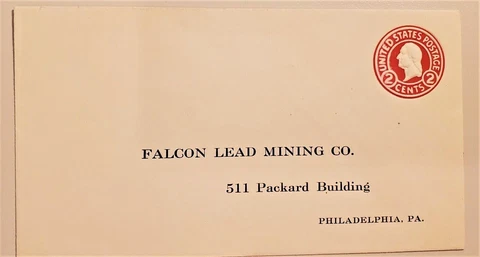 UNITED STATES POSTAGE
2 CENTS 2
FALCON LEAD MINING CO.
511 Packard Building
PHILADELPHIA, PA.